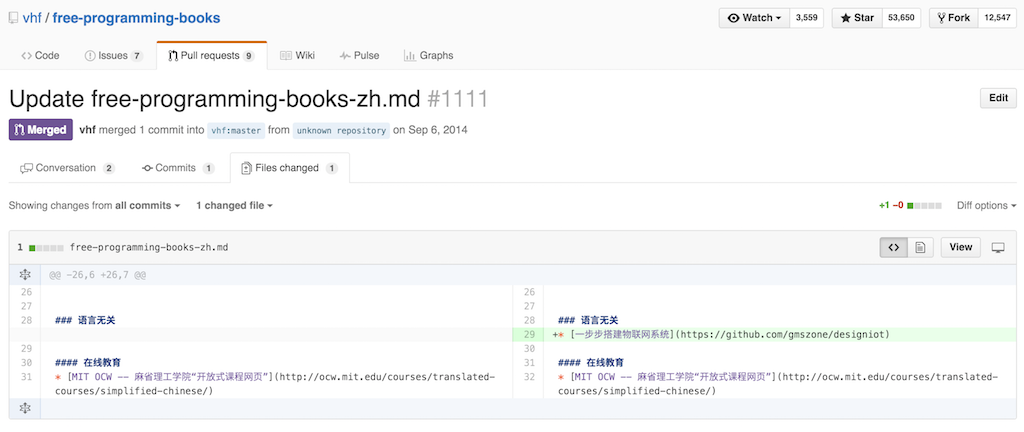 vhf / free-programming-books
Watch 3,559 Star 53,650 Fork 12,547
Code Issues 7 Pull requests 9 Wiki Pulse Graphs
Update free-programming-books-zh.md #1111
Edit
Merged vhf merged 1 commit into vhf:master from unknown repository on Sep 6, 2014
Conversation 2 Commits 1 Files changed 1
Showing changes from all commits 1 changed file +1 −0 Diff options
1 free-programming-books-zh.md View
@@ -26,6 +26,7 @@
26 26
27 27
28 ### 语言无关 28 ### 语言无关
29 +* [一步步搭建物联网系统](https://github.com/gmszone/designiot)
29 30
30 #### 在线教育 31 #### 在线教育
31 * [MIT OCW -- 麻省理工学院“开放式课程网页”](http://ocw.mit.edu/courses/translated- 32 * [MIT OCW -- 麻省理工学院“开放式课程网页”](http://ocw.mit.edu/courses/translated-
courses/simplified-chinese/) courses/simplified-chinese/)